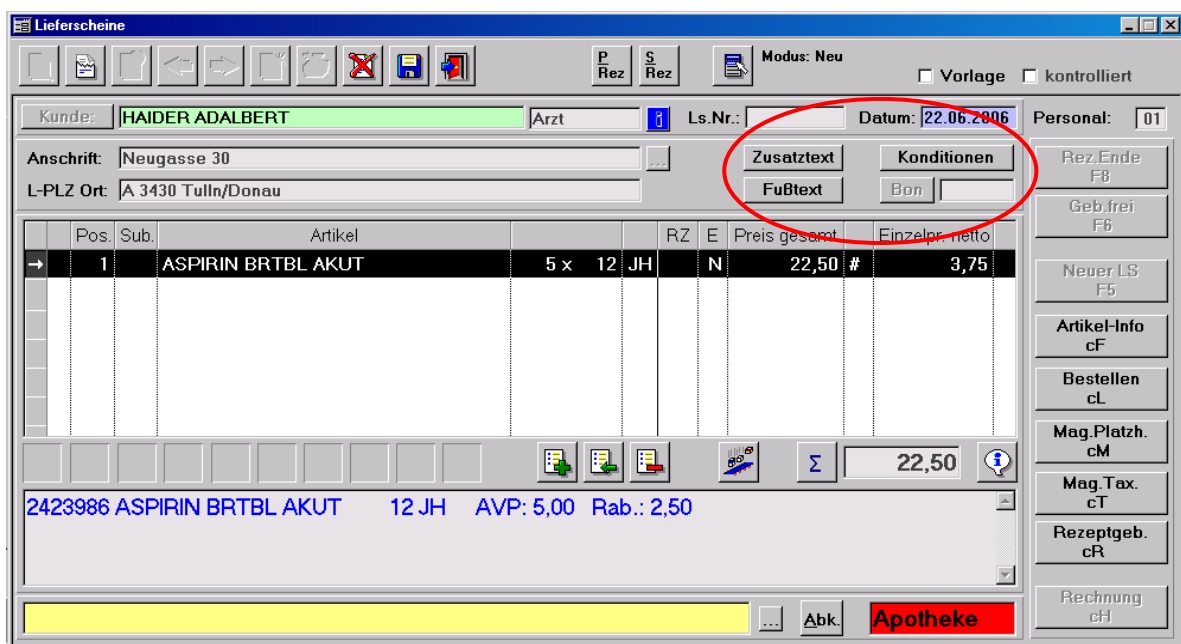 Lieferscheine
P Rez S Rez Modus: Neu Vorlage kontrolliert
Kunde: HAIDER ADALBERT Arzt i Ls.Nr.: Datum: 22.06.2006 Personal: 01
Anschrift: Neugasse 30 ... Zusatztext Konditionen Rez.Ende
F8
L-PLZ Ort: A 3430 Tulln/Donau Fußtext Bon
Geb.frei
F6
Pos. Sub. Artikel RZ E Preis gesamt Einzelpr. netto
1 ASPIRIN BRTBL AKUT 5 x 12 JH N 22,50 # 3,75
Neuer LS
F5
Artikel-Info
cF
Bestellen
cL
Mag.Platzh.
cM
Σ 22,50
Mag.Tax.
cT
2423986 ASPIRIN BRTBL AKUT 12 JH AVP: 5,00 Rab.: 2,50
Rezeptgeb.
cR
Rechnung
cH
... Abk. Apotheke